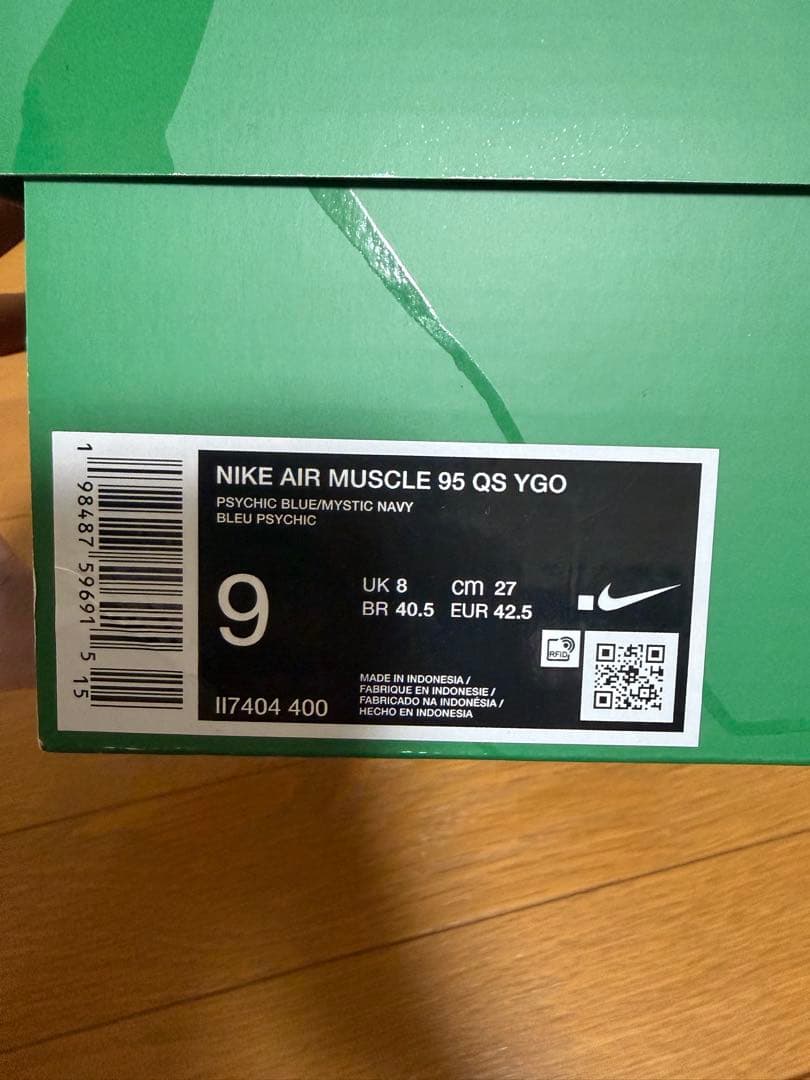 NIKE AIR MUSCLE 95 QS YGO
PSYCHIC BLUE/MYSTIC NAVY
BLEU PSYCHIC
9
UK 8 cm 27
BR 40.5 EUR 42.5
RFID
II7404 400
MADE IN INDONESIA /
FABRIQUE EN INDONESIE /
FABRICADO NA INDONÉSIA /
HECHO EN INDONESIA
1 98487 59691 5 15